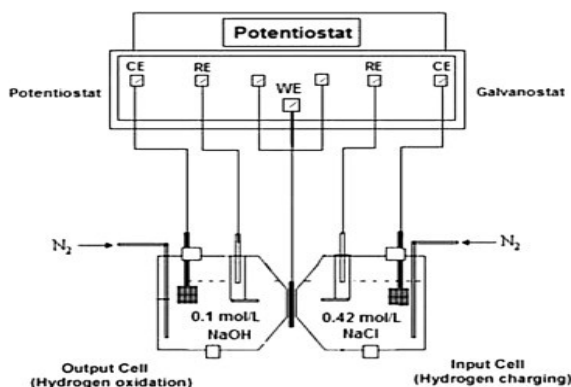 Potentiostat
CE
RE
RE
CE
WE
Potentiostat
Galvanostat
N2
N2
0.1 mol/L
NaOH
0.42 mol/L
NaCl
Output Cell
(Hydrogen oxidation)
Input Cell
(Hydrogen charging)